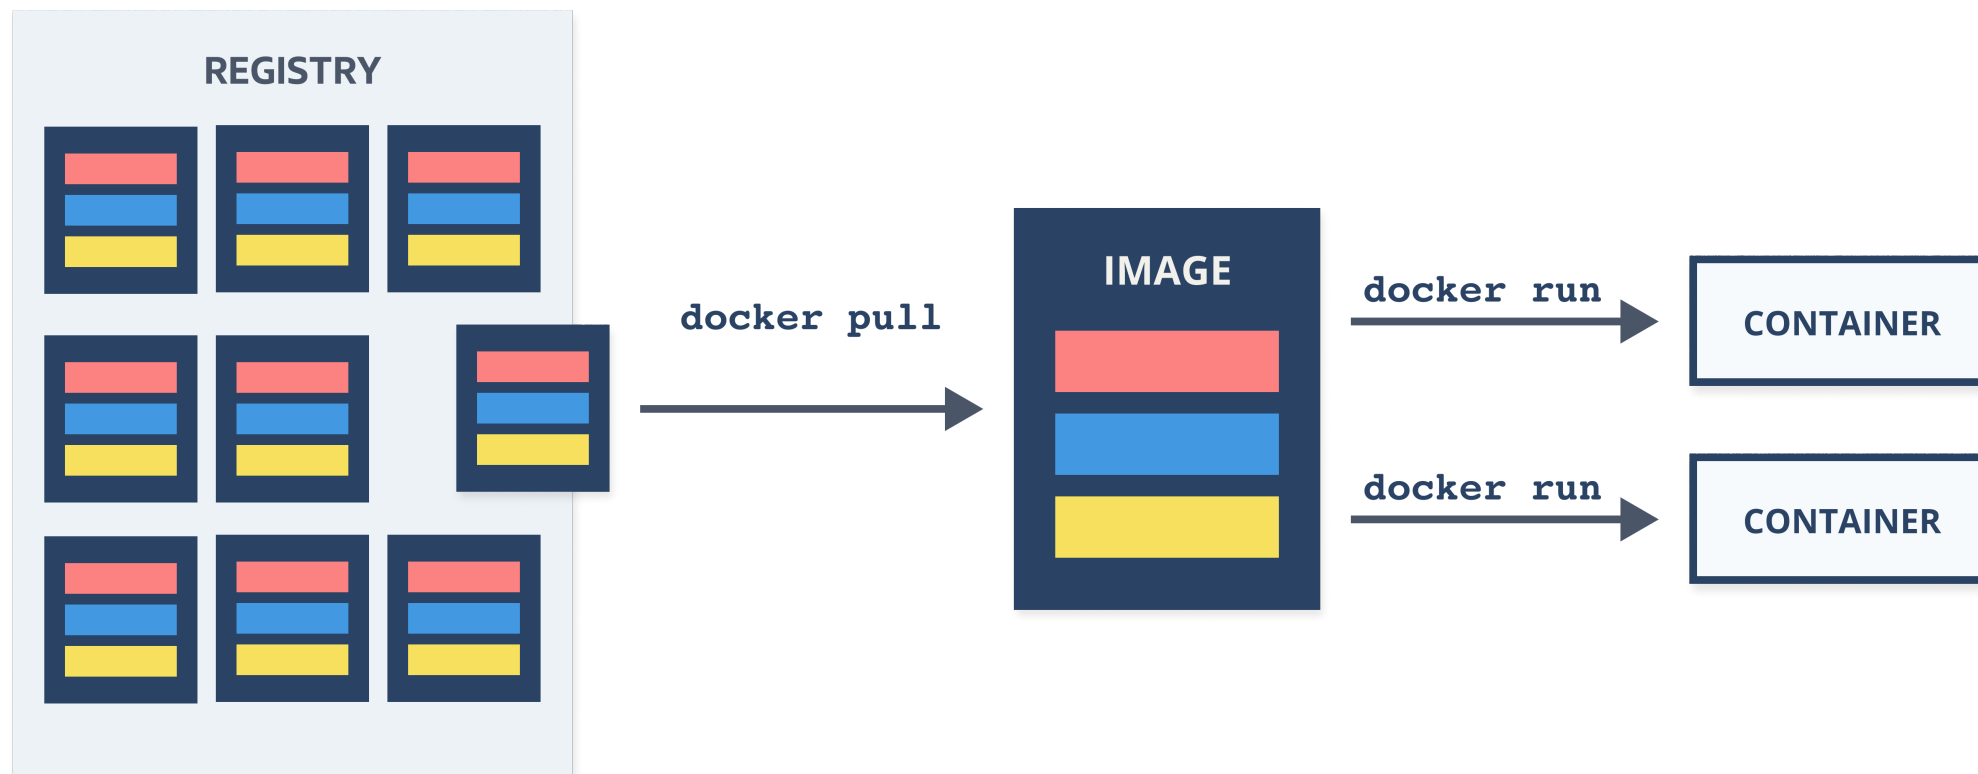 REGISTRY
docker pull
IMAGE
docker run
CONTAINER
docker run
CONTAINER